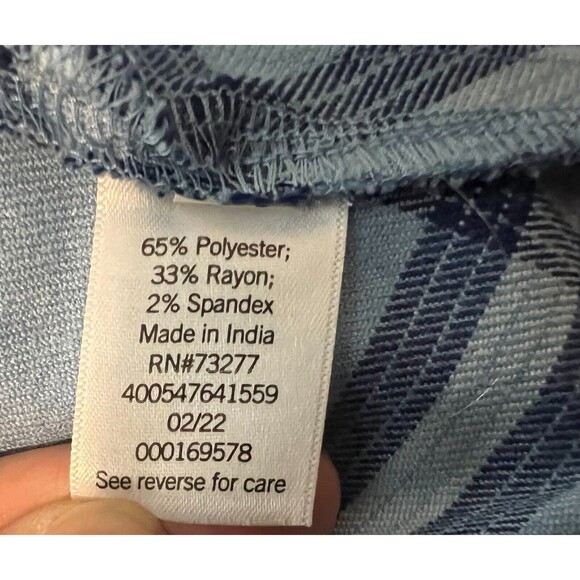 65% Polyester;
33% Rayon;
2% Spandex
Made in India
RN#73277
400547641559
02/22
000169578
See reverse for care